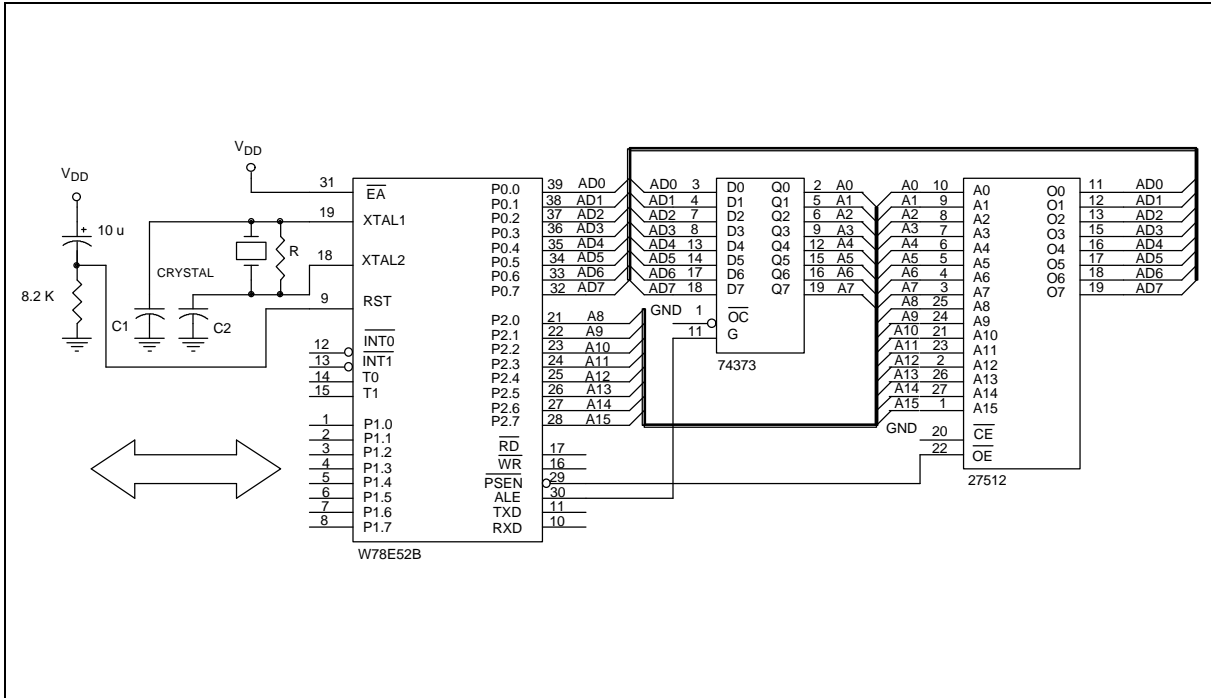 VDD
10 u
8.2 K
VDD
CRYSTAL
R
C1
C2
31 EA
19 XTAL1
18 XTAL2
9 RST
12 INT0
13 INT1
14 T0
15 T1
1 P1.0
2 P1.1
3 P1.2
4 P1.3
5 P1.4
6 P1.5
7 P1.6
8 P1.7
P0.0 39 AD0
P0.1 38 AD1
P0.2 37 AD2
P0.3 36 AD3
P0.4 35 AD4
P0.5 34 AD5
P0.6 33 AD6
P0.7 32 AD7
P2.0 21 A8
P2.1 22 A9
P2.2 23 A10
P2.3 24 A11
P2.4 25 A12
P2.5 26 A13
P2.6 27 A14
P2.7 28 A15
RD 17
WR 16
PSEN 29
ALE 30
TXD 11
RXD 10
W78E52B
AD0 3 D0 Q0 2 A0
AD1 4 D1 Q1 5 A1
AD2 7 D2 Q2 6 A2
AD3 8 D3 Q3 9 A3
AD4 13 D4 Q4 12 A4
AD5 14 D5 Q5 15 A5
AD6 17 D6 Q6 16 A6
AD7 18 D7 Q7 19 A7
GND 1 OC
11 G
74373
A0 10 A0 O0 11 AD0
A1 9 A1 O1 12 AD1
A2 8 A2 O2 13 AD2
A3 7 A3 O3 15 AD3
A4 6 A4 O4 16 AD4
A5 5 A5 O5 17 AD5
A6 4 A6 O6 18 AD6
A7 3 A7 O7 19 AD7
A8 25 A8
A9 24 A9
A10 21 A10
A11 23 A11
A12 2 A12
A13 26 A13
A14 27 A14
A15 1 A15
GND 20 CE
22 OE
27512